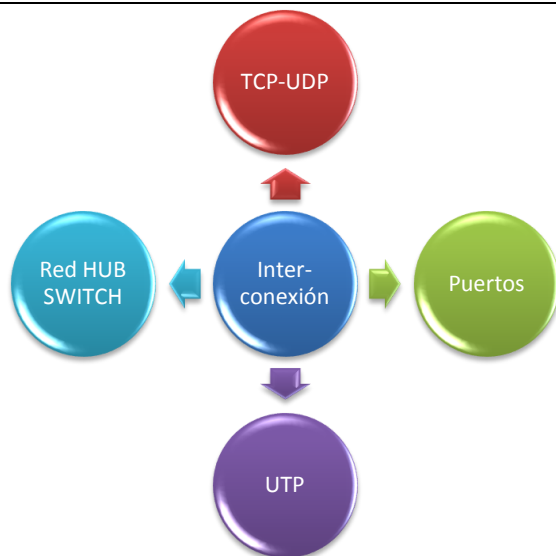 TCP-UDP
Red HUB
SWITCH
Inter-
conexión
Puertos
UTP